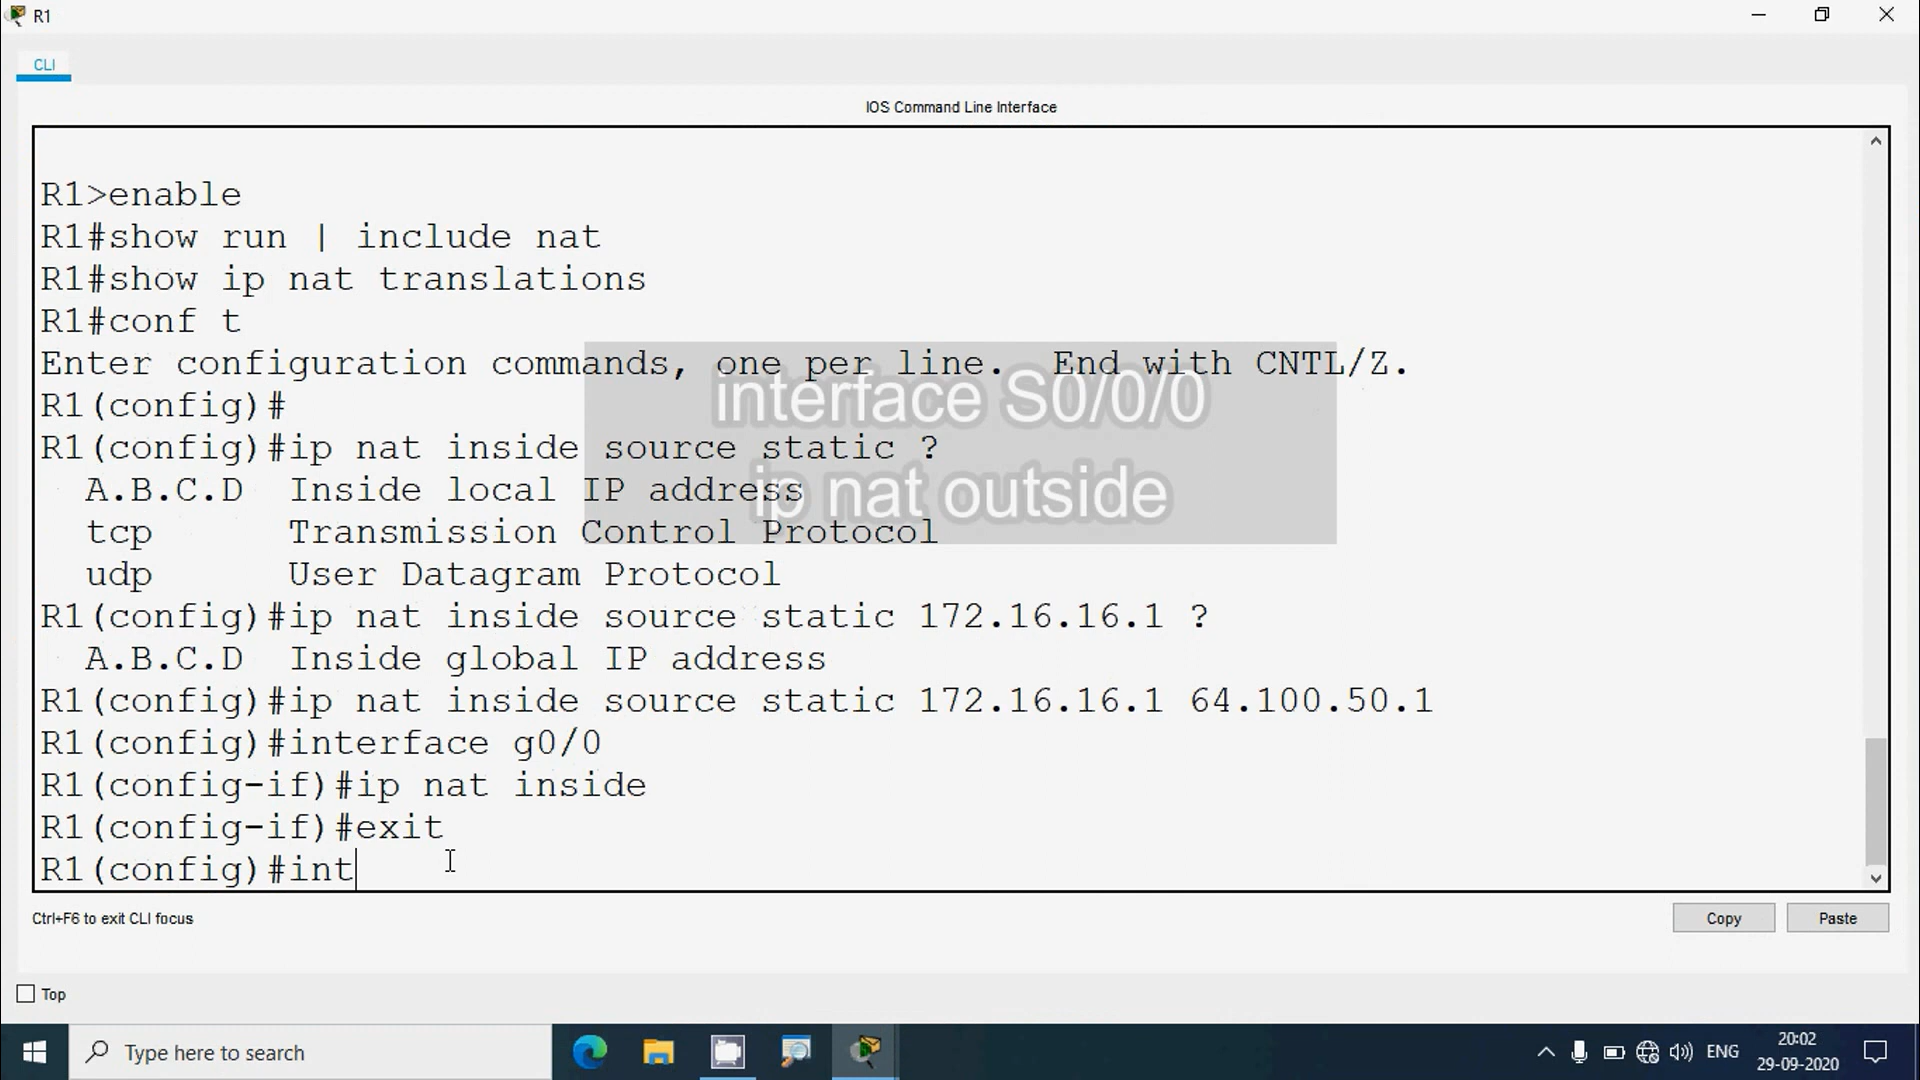 R1
CLI
IOS Command Line Interface
R1>enable
R1#show run | include nat
R1#show ip nat translations
R1#conf t
Enter configuration commands, one per line.  End with CNTL/Z.
R1(config)#
R1(config)#ip nat inside source static ?
  A.B.C.D  Inside local IP address
  tcp      Transmission Control Protocol
  udp      User Datagram Protocol
R1(config)#ip nat inside source static 172.16.16.1 ?
  A.B.C.D  Inside global IP address
R1(config)#ip nat inside source static 172.16.16.1 64.100.50.1
R1(config)#interface g0/0
R1(config-if)#ip nat inside
R1(config-if)#exit
R1(config)#int
interface S0/0/0
ip nat outside
Ctrl+F6 to exit CLI focus
Copy
Paste
Top
Type here to search
ENG
20:02
29-09-2020